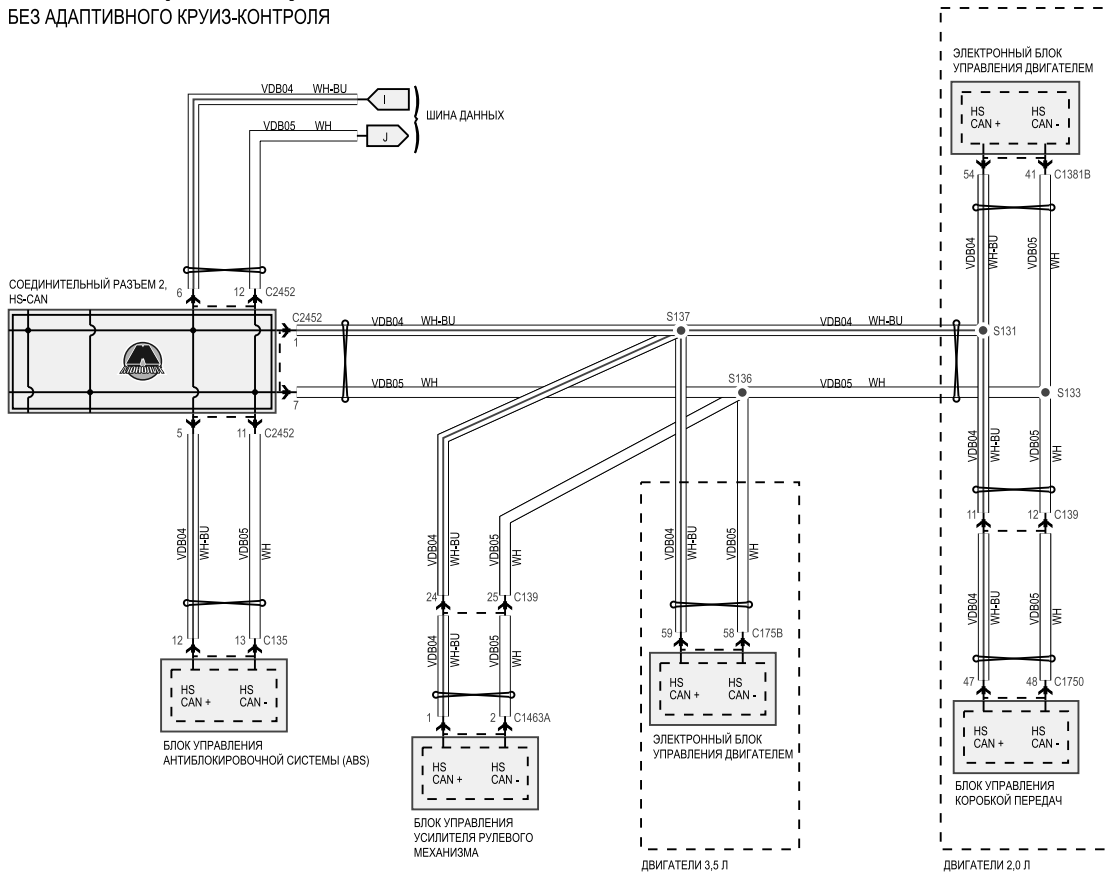 БЕЗ АДАПТИВНОГО КРУИЗ-КОНТРОЛЯ
VDB04 WH-BU
I
VDB05 WH
J
ШИНА ДАННЫХ
СОЕДИНИТЕЛЬНЫЙ РАЗЪЕМ 2,
HS-CAN
6
12
C2452
C2452
1
7
5
11
C2452
VDB04 WH-BU
VDB05 WH
S137
S136
VDB04 WH-BU
VDB05 WH
S131
S133
ЭЛЕКТРОННЫЙ БЛОК
УПРАВЛЕНИЯ ДВИГАТЕЛЕМ
HS
CAN +
HS
CAN -
54
41
C1381B
VDB04
WH-BU
VDB05
WH
VDB04
WH-BU
VDB05
WH
11
12
C139
VDB04
WH-BU
VDB05
WH
47
48
C1750
HS
CAN +
HS
CAN -
БЛОК УПРАВЛЕНИЯ
КОРОБКОЙ ПЕРЕДАЧ
ДВИГАТЕЛИ 2,0 Л
VDB04
WH-BU
VDB05
WH
12
13
C135
HS
CAN +
HS
CAN -
БЛОК УПРАВЛЕНИЯ
АНТИБЛОКИРОВОЧНОЙ СИСТЕМЫ (ABS)
VDB04
WH-BU
VDB05
WH
24
25
C139
VDB04
WH-BU
VDB05
WH
1
2
C1463A
HS
CAN +
HS
CAN -
БЛОК УПРАВЛЕНИЯ
УСИЛИТЕЛЯ РУЛЕВОГО
МЕХАНИЗМА
VDB04
WH-BU
VDB05
WH
59
58
C175B
HS
CAN +
HS
CAN -
ЭЛЕКТРОННЫЙ БЛОК
УПРАВЛЕНИЯ ДВИГАТЕЛЕМ
ДВИГАТЕЛИ 3,5 Л